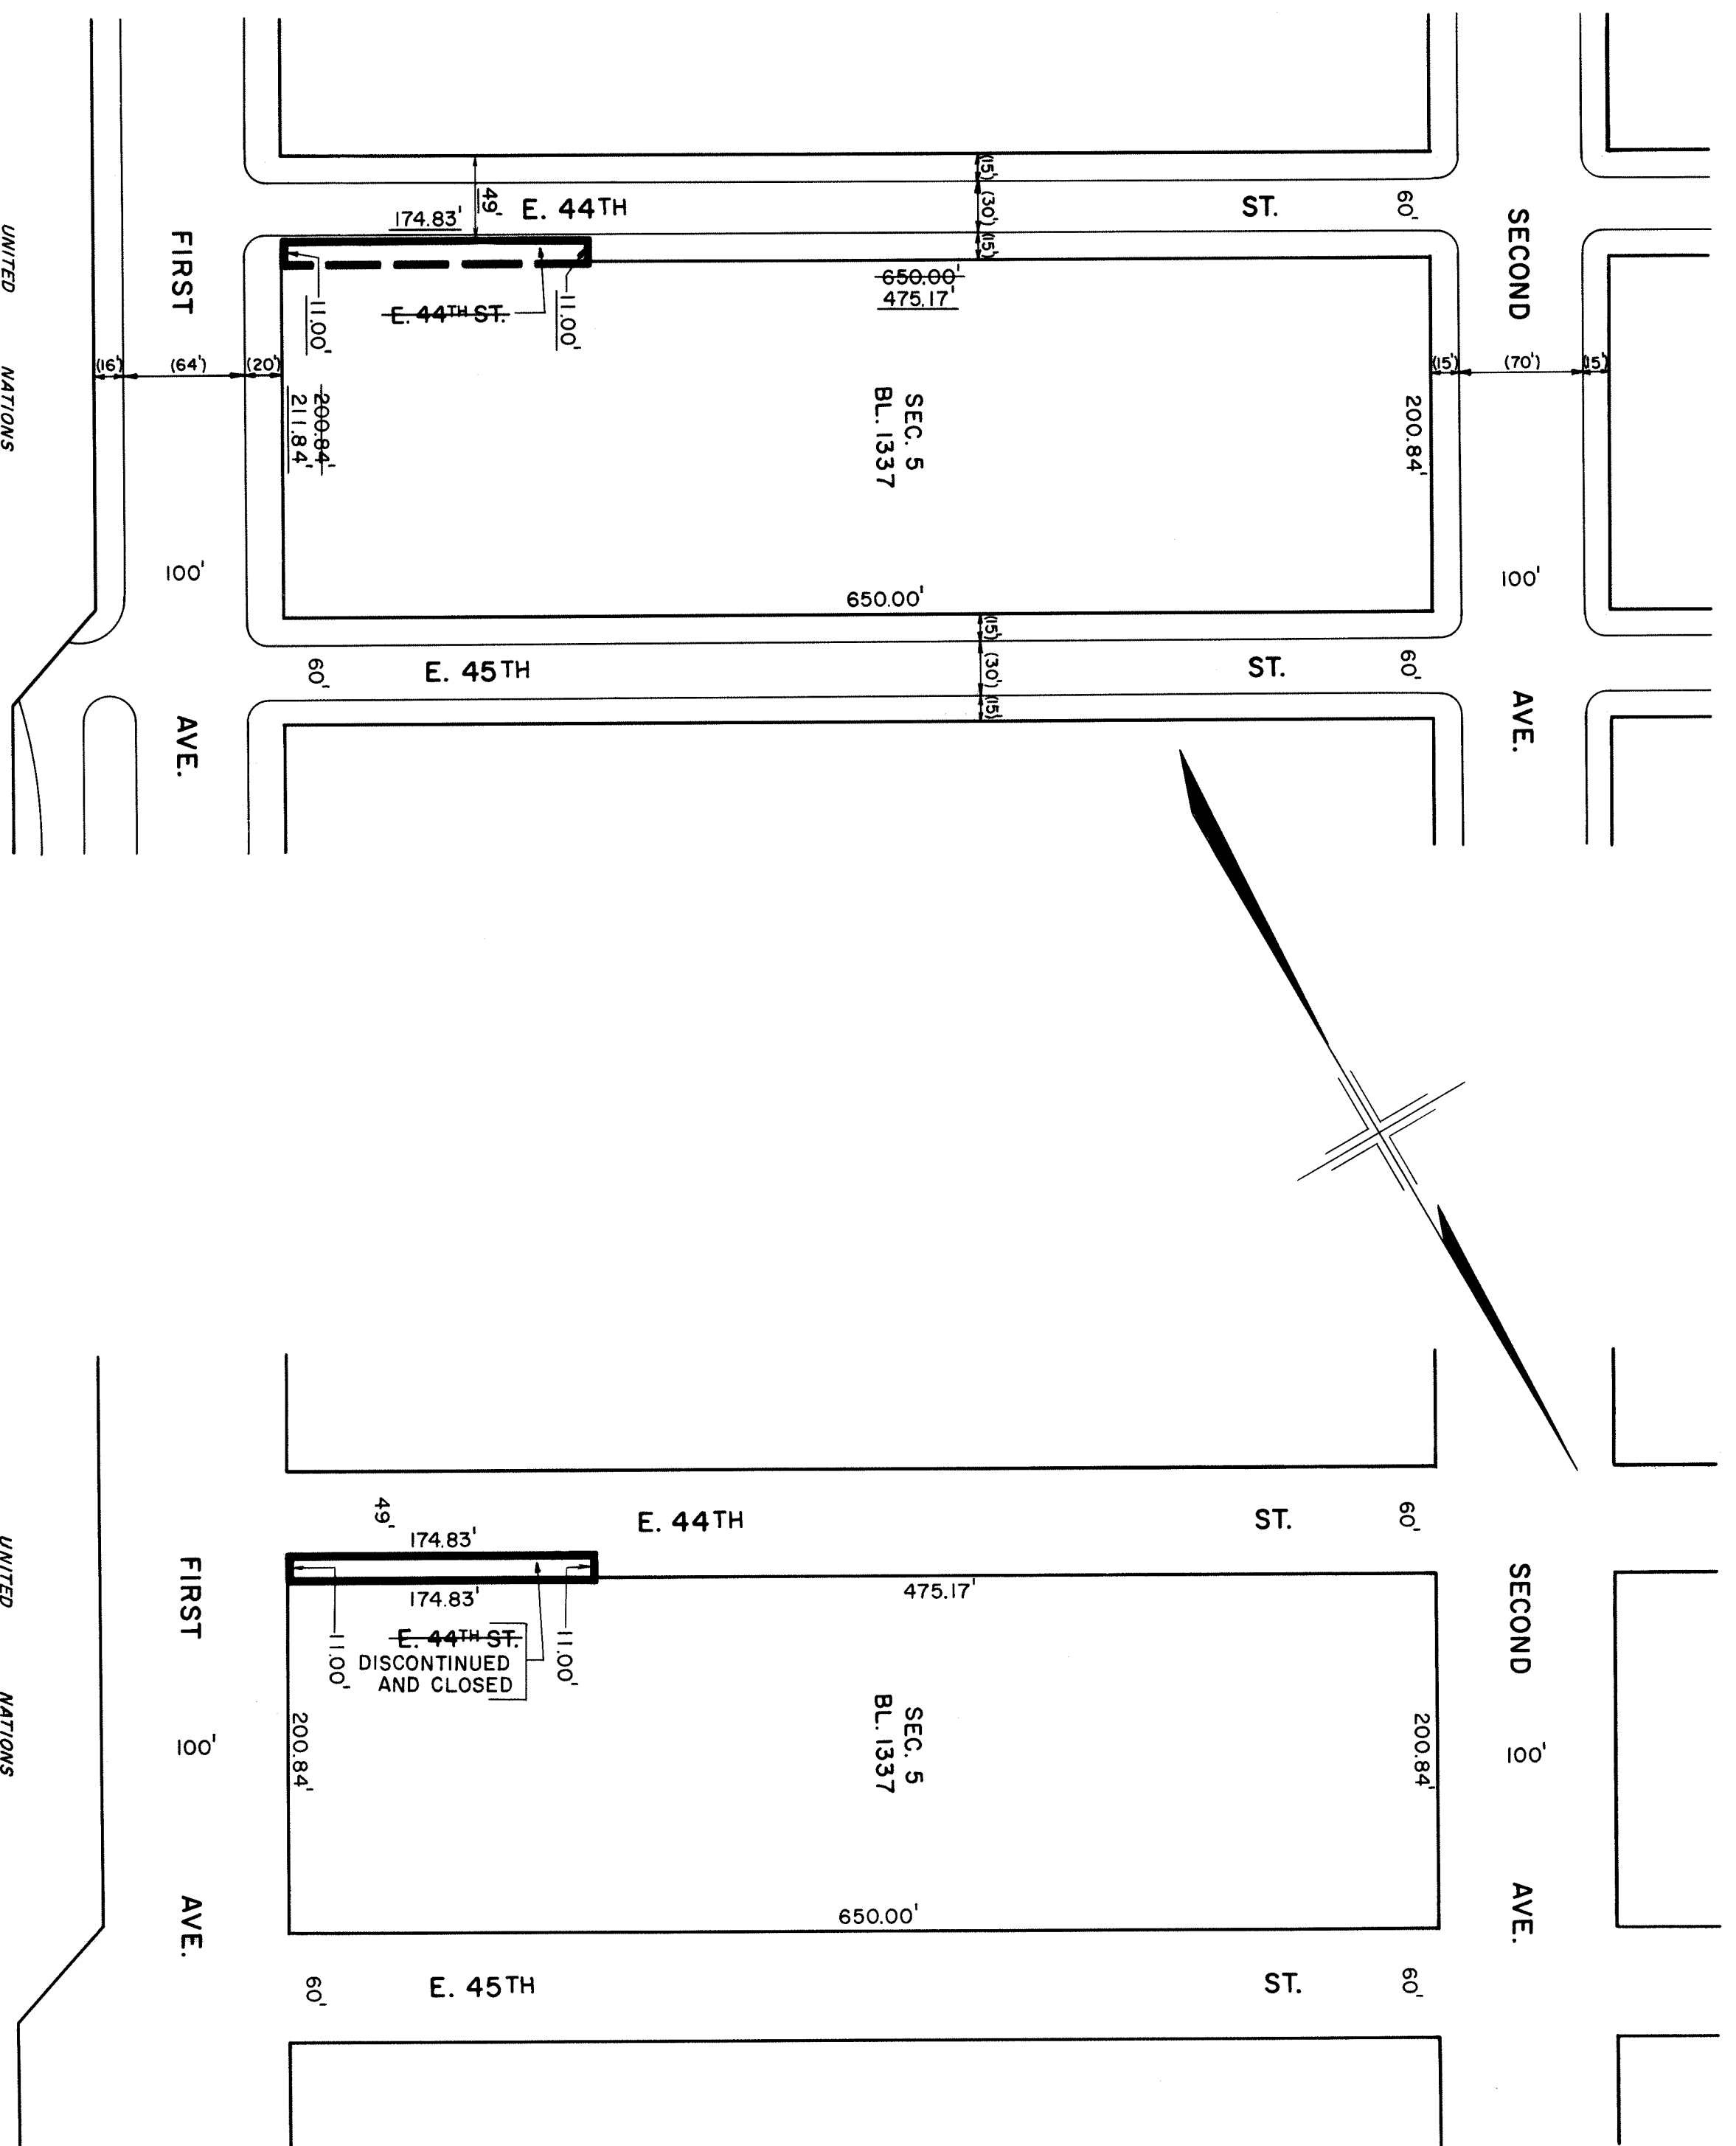 (15')
(30')
(15')
60'
49'
E. 44TH ST.
174.83'
FIRST AVE.
SECOND AVE.
UNITED NATIONS
650.00'
475.17'
11.00'
11.00'
E. 44TH ST.
(16')
(64')
(20')
(15')
(70')
(15')
200.84'
211.84'
SEC. 5
BL. 1337
200.84'
100'
100'
650.00'
(15')
(30')
(15')
60'
E. 45TH ST.
60'
49'
E. 44TH ST.
60'
174.83'
174.83'
475.17'
FIRST AVE.
SECOND AVE.
UNITED NATIONS
11.00'
11.00'
E. 44TH ST.
DISCONTINUED
AND CLOSED
SEC. 5
BL. 1337
200.84'
200.84'
100'
100'
650.00'
60'
E. 45TH ST.
60'